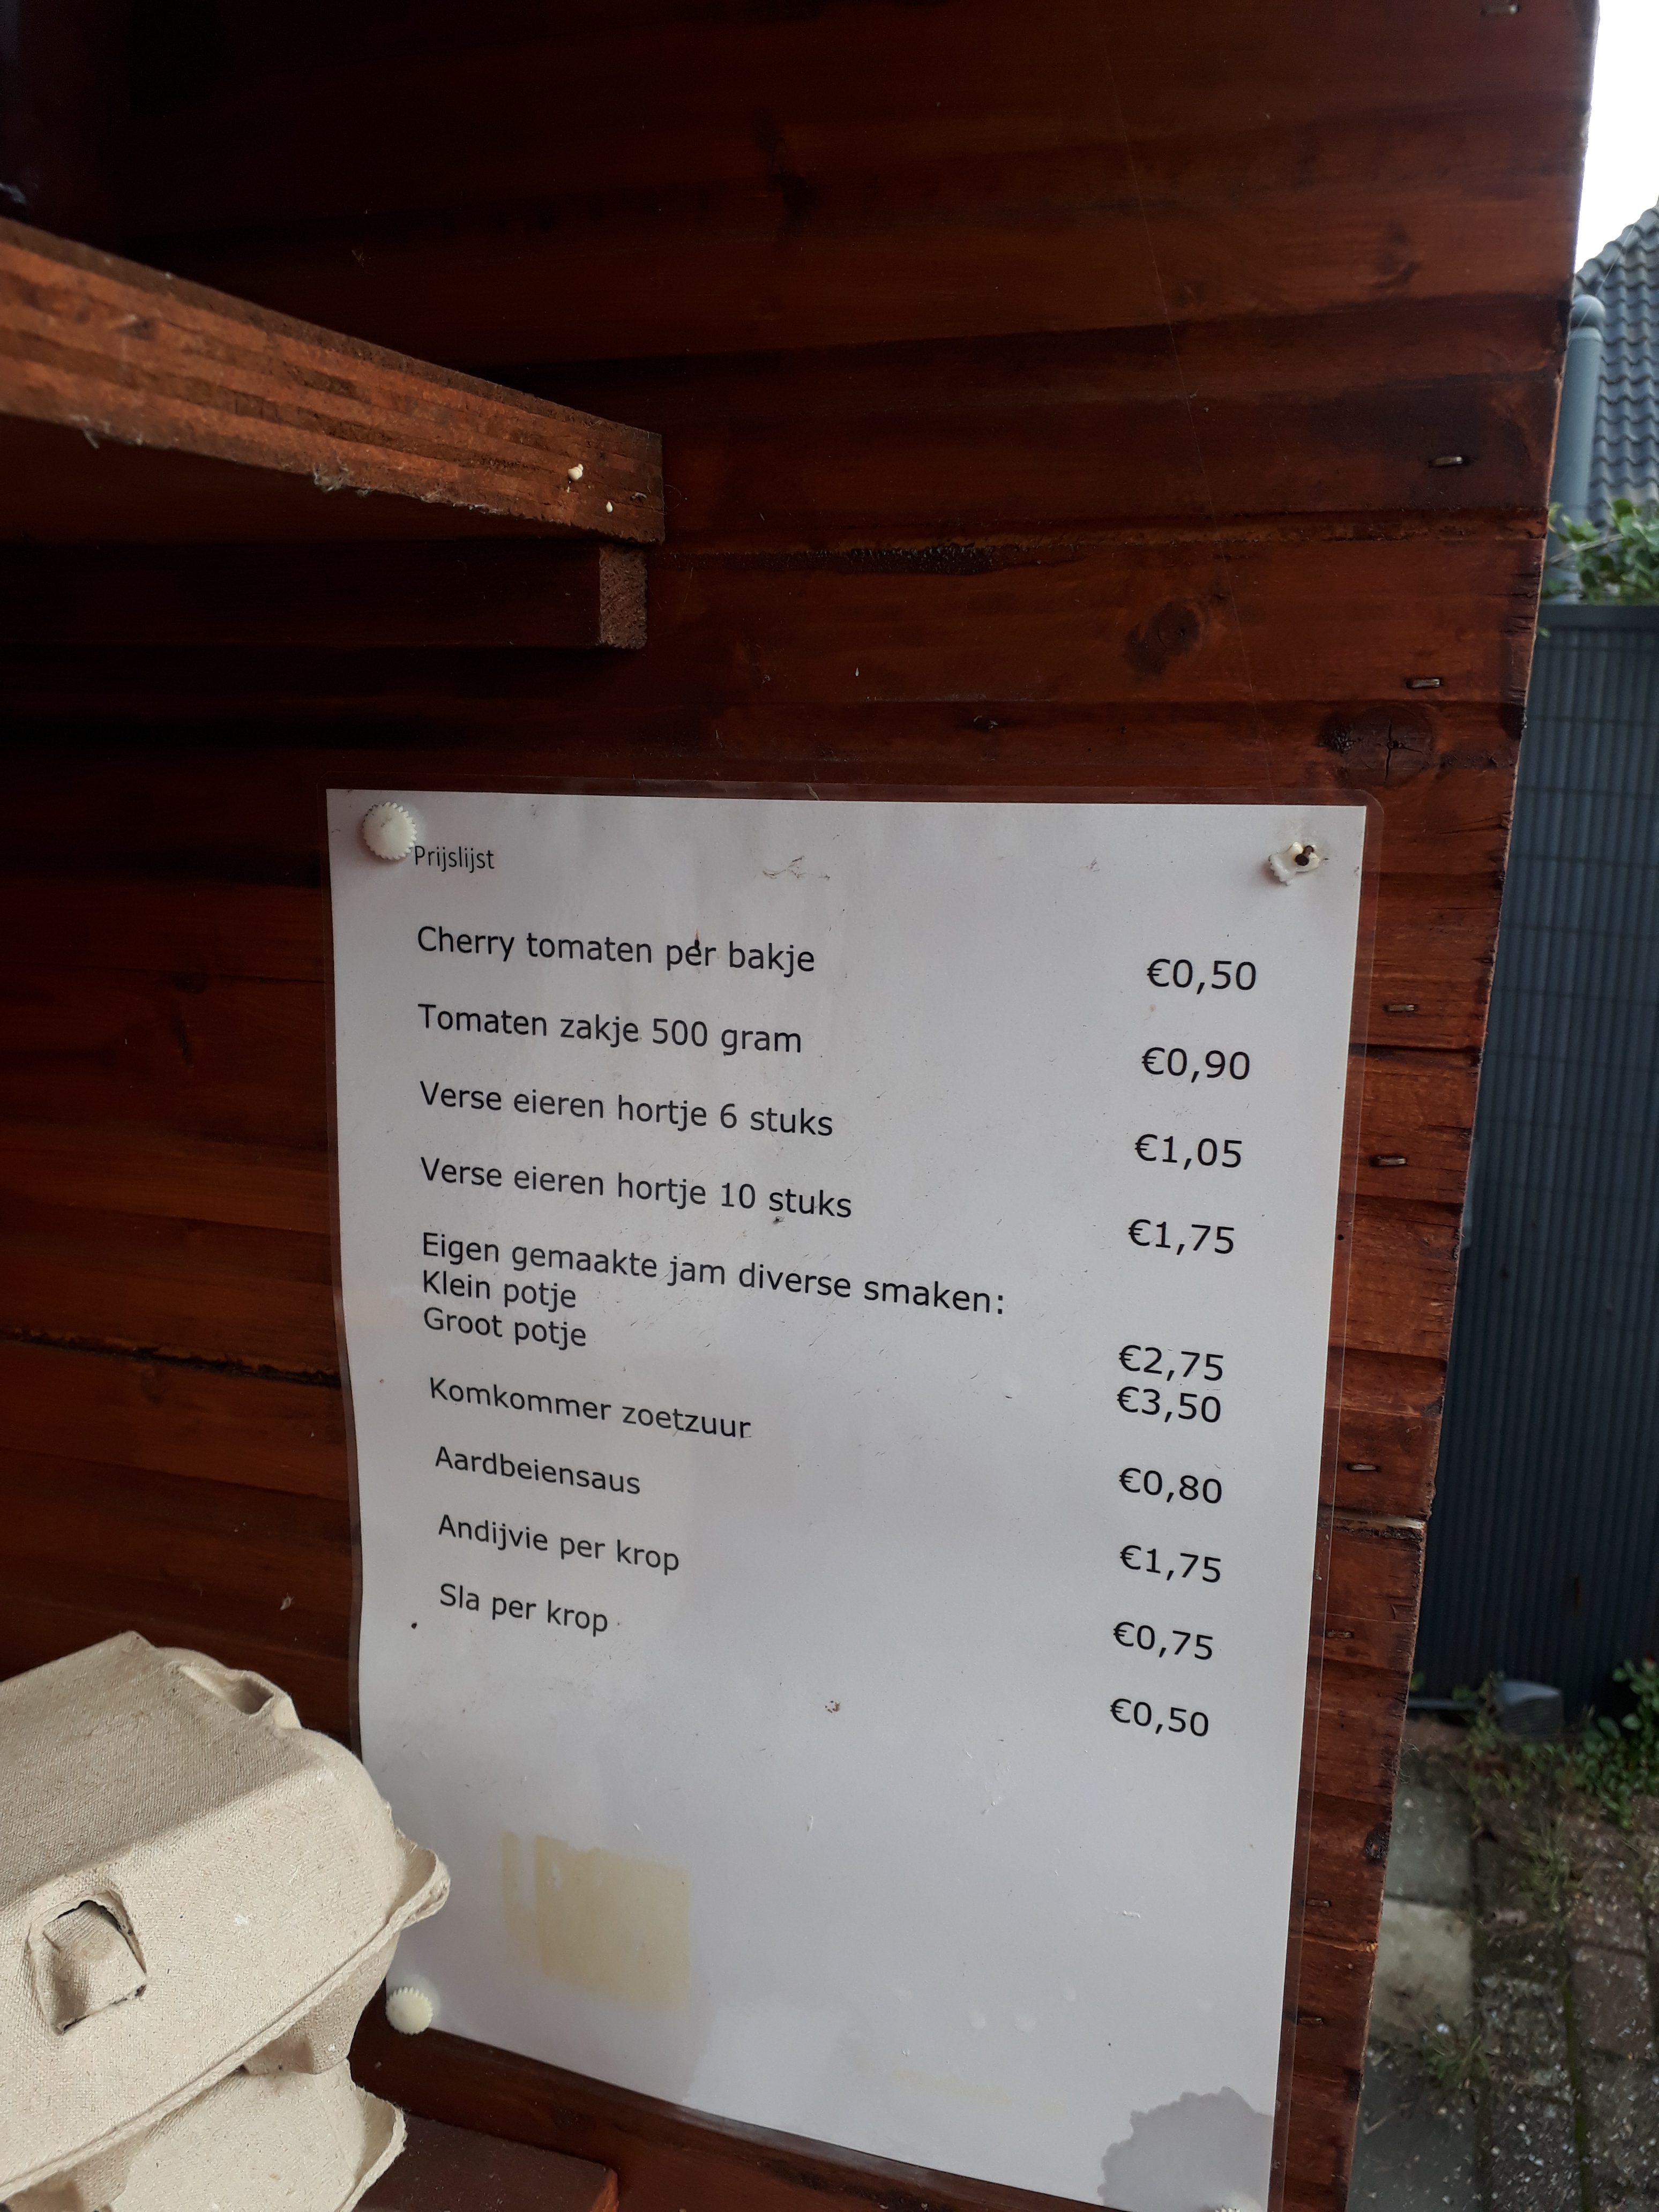 Prijslijst
Cherry tomaten per bakje €0,50
Tomaten zakje 500 gram €0,90
Verse eieren hortje 6 stuks €1,05
Verse eieren hortje 10 stuks €1,75
Eigen gemaakte jam diverse smaken:
Klein potje €2,75
Groot potje €3,50
Komkommer zoetzuur €0,80
Aardbeiensaus €1,75
Andijvie per krop €0,75
Sla per krop €0,50